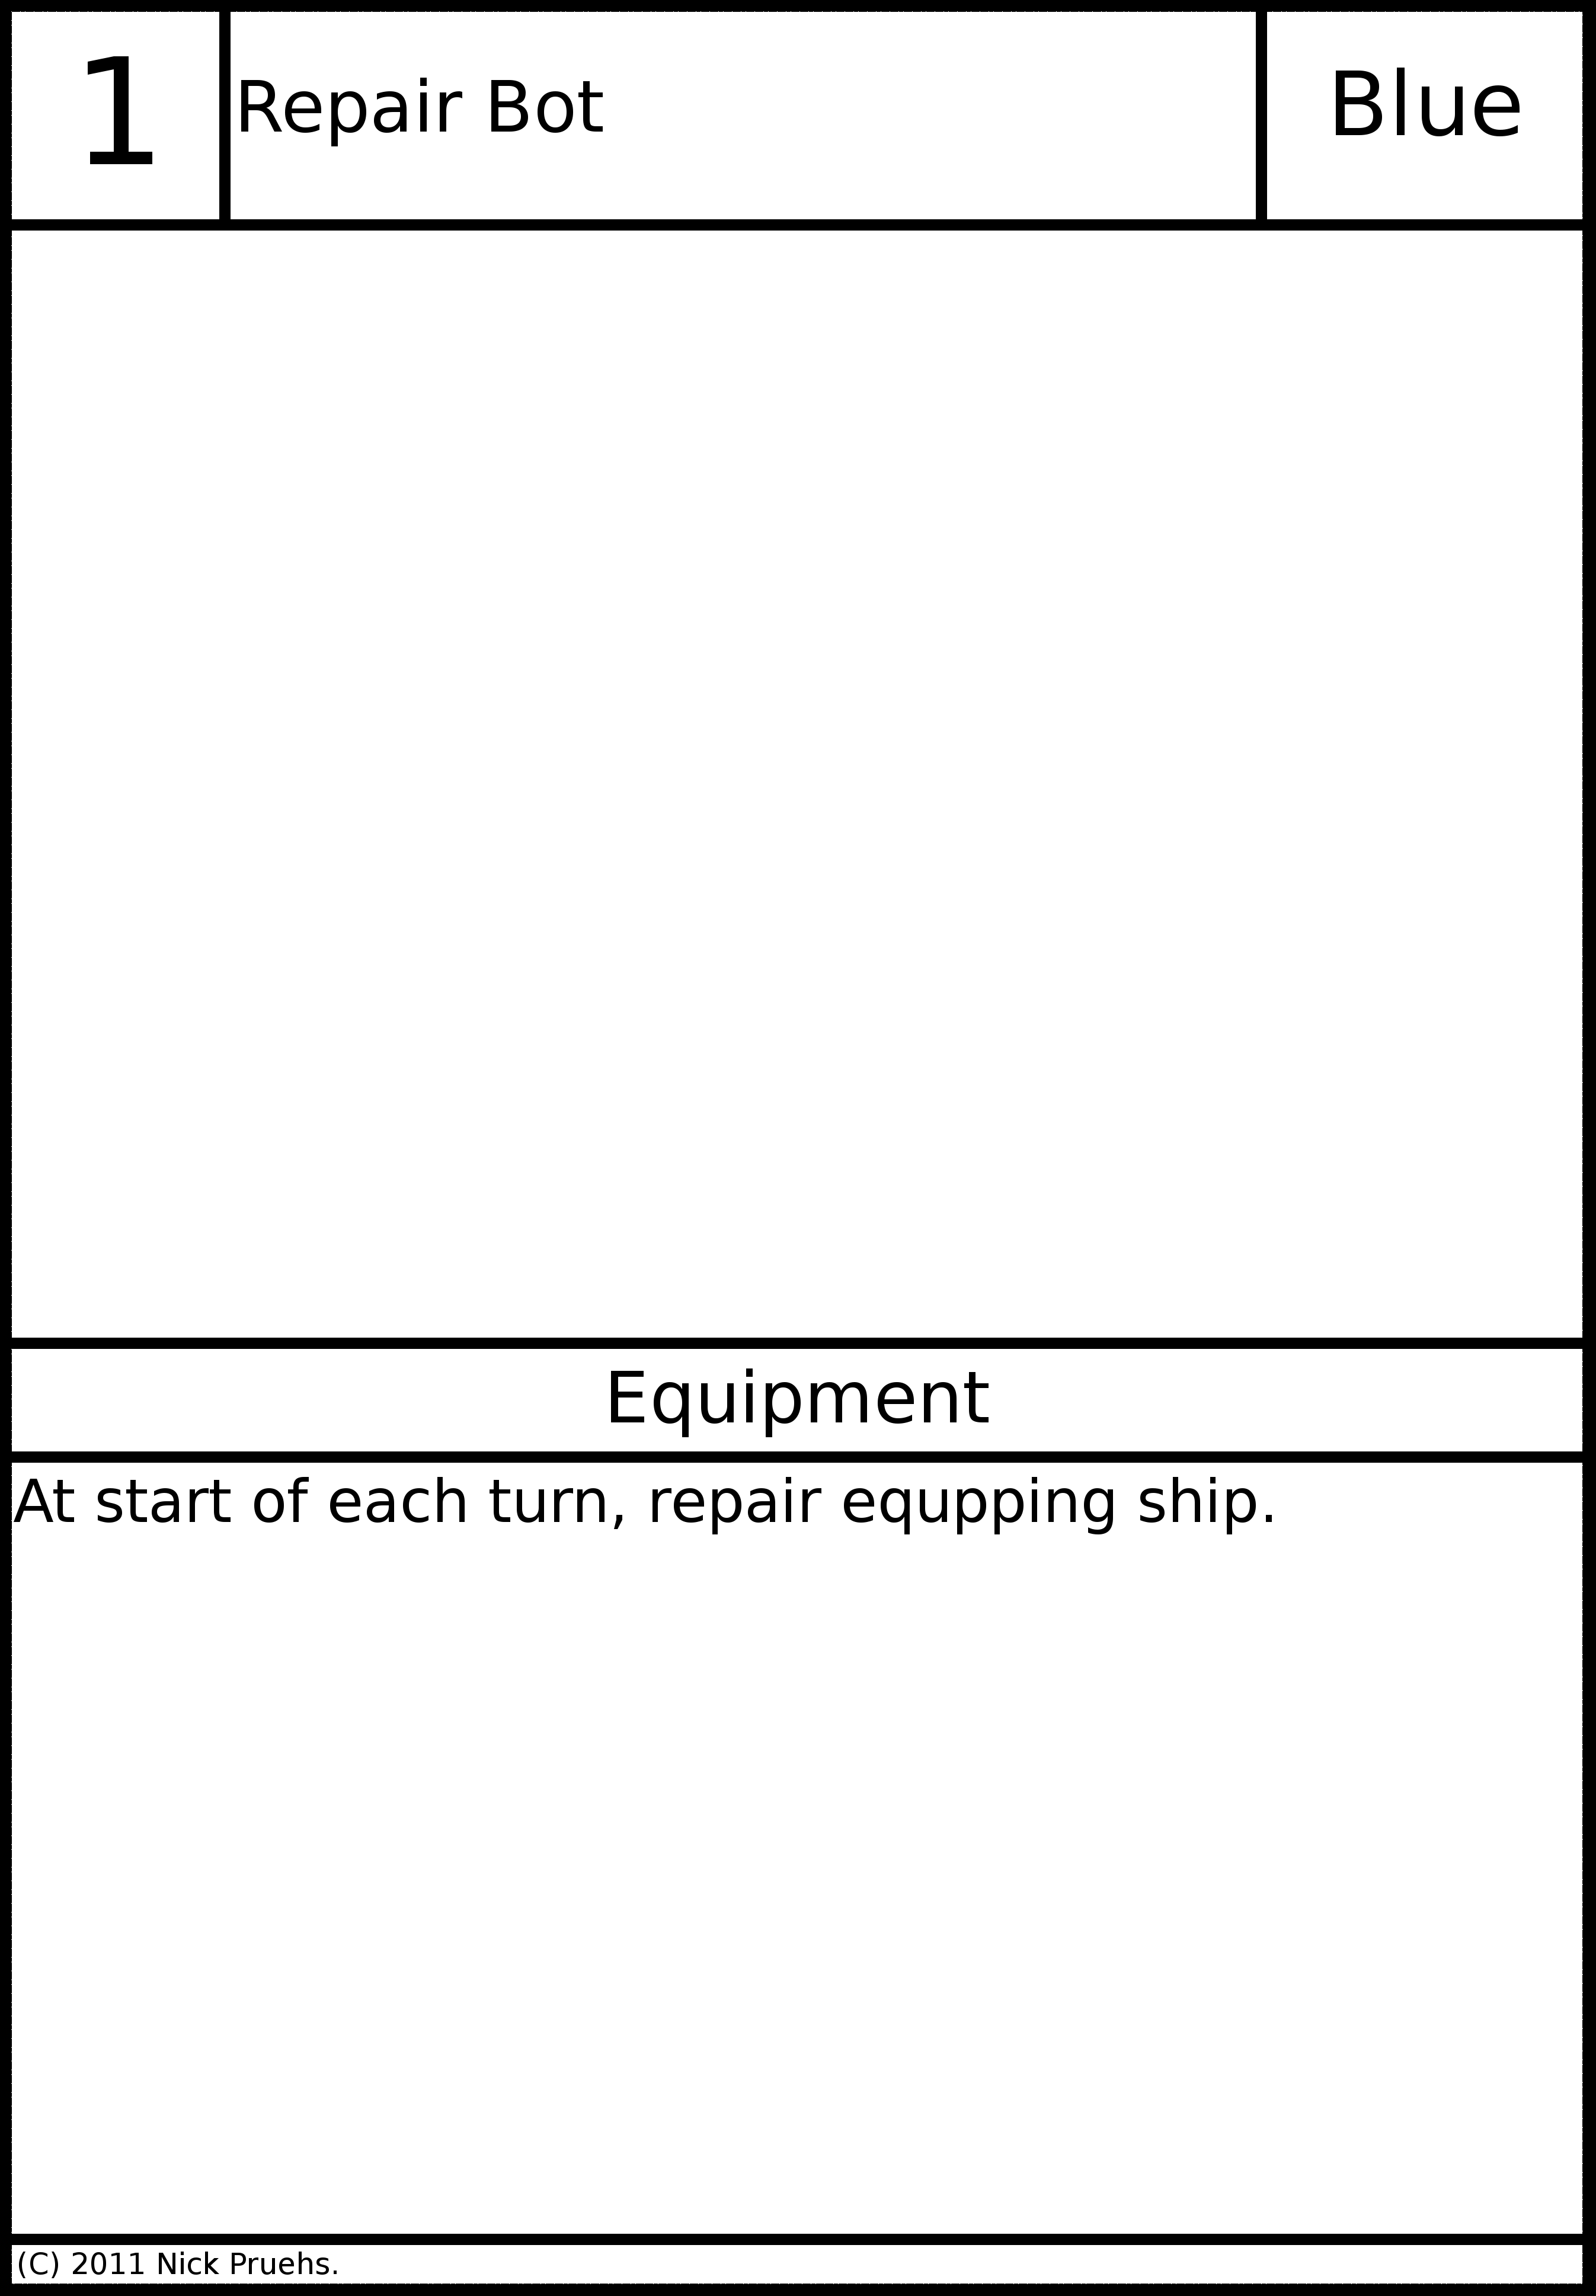 1
Repair Bot
Blue
Equipment
At start of each turn, repair equpping ship.
(C) 2011 Nick Pruehs.